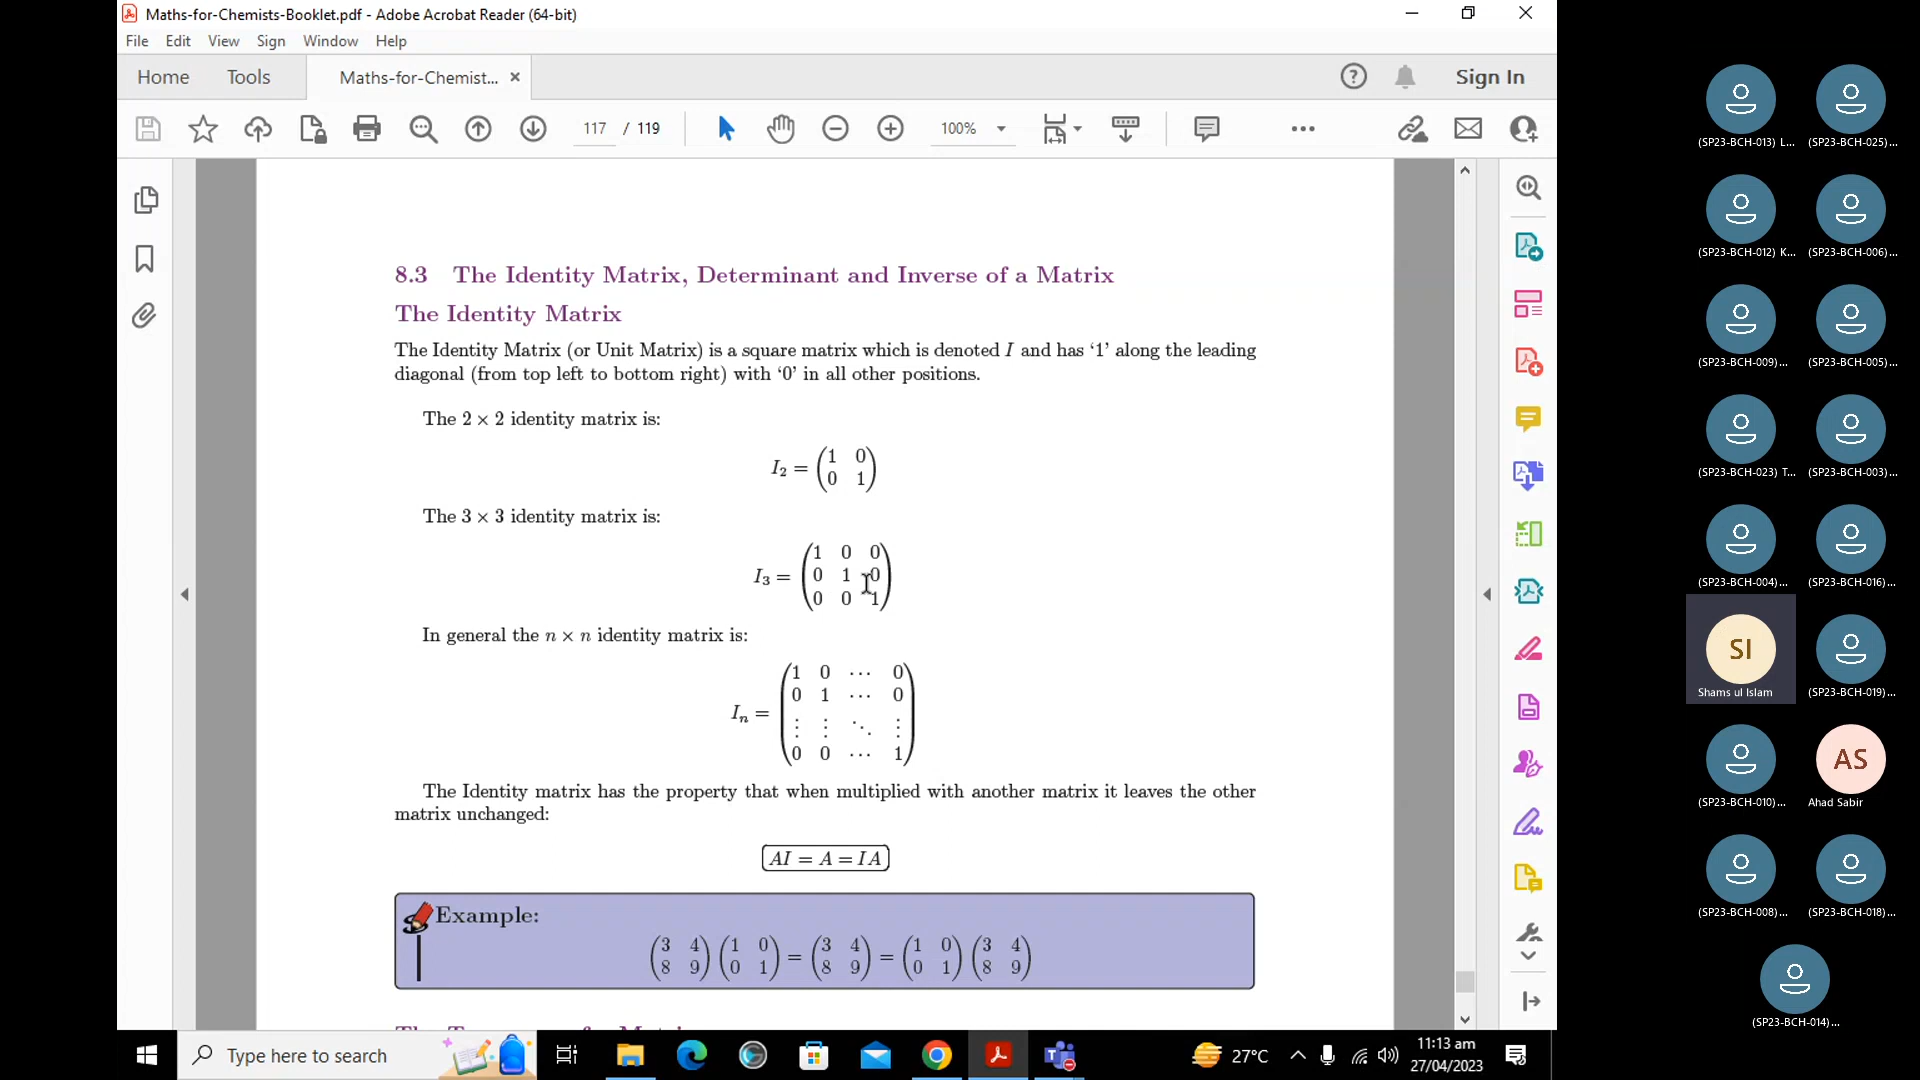 Maths-for-Chemists-Booklet.pdf - Adobe Acrobat Reader (64-bit)
File Edit View Sign Window Help
Home Tools Maths-for-Chemist... × Sign In
117 / 119 100%
8.3 The Identity Matrix, Determinant and Inverse of a Matrix
The Identity Matrix
The Identity Matrix (or Unit Matrix) is a square matrix which is denoted I and has ‘1’ along the leading
diagonal (from top left to bottom right) with ‘0’ in all other positions.
The 2 × 2 identity matrix is:
I₂ = (1 0
0 1)
The 3 × 3 identity matrix is:
I₃ = (1 0 0
0 1 0
0 0 1)
In general the n × n identity matrix is:
Iₙ = (1 0 ⋯ 0
0 1 ⋯ 0
⋮ ⋮ ⋱ ⋮
0 0 ⋯ 1)
The Identity matrix has the property that when multiplied with another matrix it leaves the other
matrix unchanged:
AI = A = IA
Example:
(3 4) (1 0) = (3 4) = (1 0) (3 4)
(8 9) (0 1) (8 9) (0 1) (8 9)
(SP23-BCH-013) L... (SP23-BCH-025)...
(SP23-BCH-012) K... (SP23-BCH-006)...
(SP23-BCH-009)... (SP23-BCH-005)...
(SP23-BCH-023) T... (SP23-BCH-003)...
(SP23-BCH-004)... (SP23-BCH-016)...
SI
Shams ul Islam (SP23-BCH-019)...
AS
(SP23-BCH-010)... Ahad Sabir
(SP23-BCH-008)... (SP23-BCH-018)...
(SP23-BCH-014)...
Type here to search
27°C
11:13 am
27/04/2023